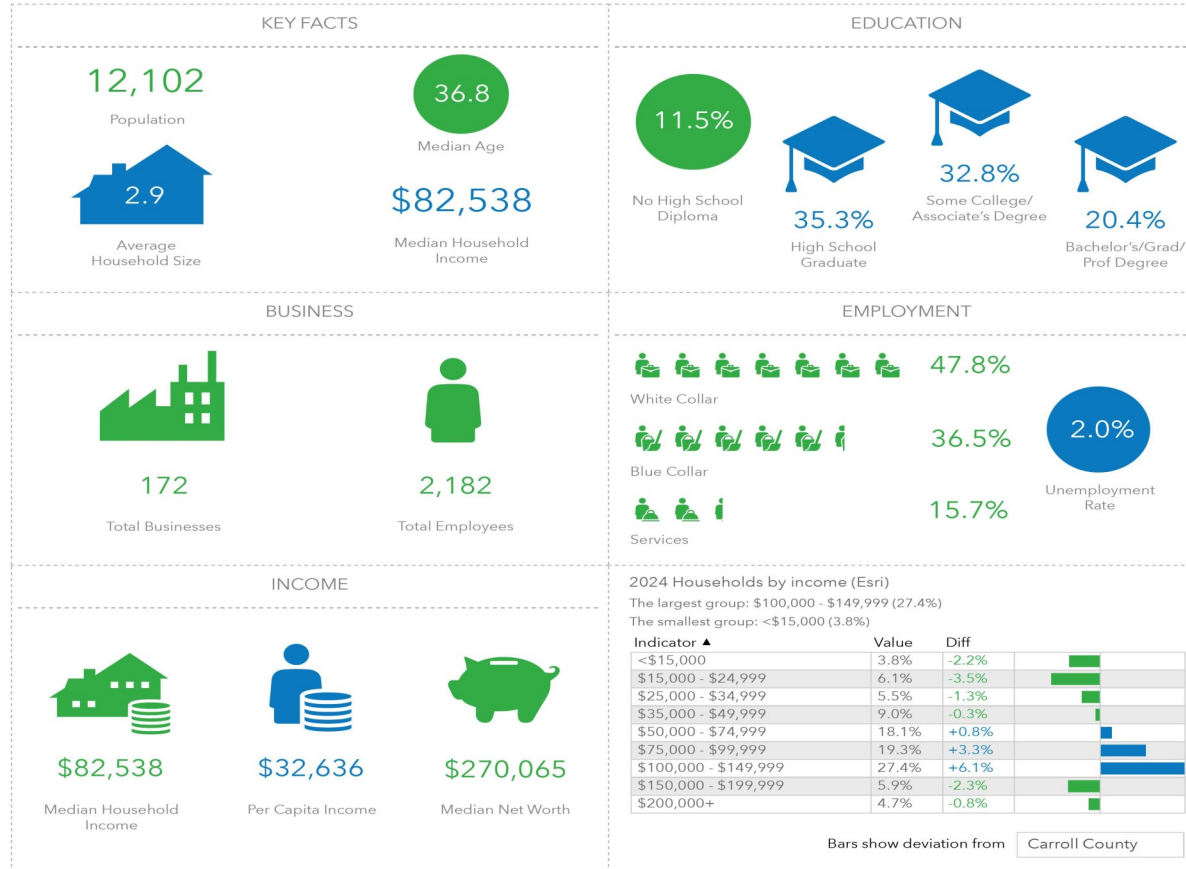 KEY FACTS
12,102
Population
36.8
Median Age
2.9
Average
Household Size
$82,538
Median Household
Income
EDUCATION
11.5%
No High School
Diploma
35.3%
High School
Graduate
32.8%
Some College/
Associate's Degree
20.4%
Bachelor's/Grad/
Prof Degree
BUSINESS
172
Total Businesses
2,182
Total Employees
EMPLOYMENT
47.8%
White Collar
36.5%
Blue Collar
15.7%
Services
2.0%
Unemployment
Rate
INCOME
$82,538
Median Household
Income
$32,636
Per Capita Income
$270,065
Median Net Worth
2024 Households by income (Esri)
The largest group: $100,000 - $149,999 (27.4%)
The smallest group: <$15,000 (3.8%)
Indicator ▲ Value Diff
<$15,000 3.8% -2.2%
$15,000 - $24,999 6.1% -3.5%
$25,000 - $34,999 5.5% -1.3%
$35,000 - $49,999 9.0% -0.3%
$50,000 - $74,999 18.1% +0.8%
$75,000 - $99,999 19.3% +3.3%
$100,000 - $149,999 27.4% +6.1%
$150,000 - $199,999 5.9% -2.3%
$200,000+ 4.7% -0.8%
Bars show deviation from Carroll County